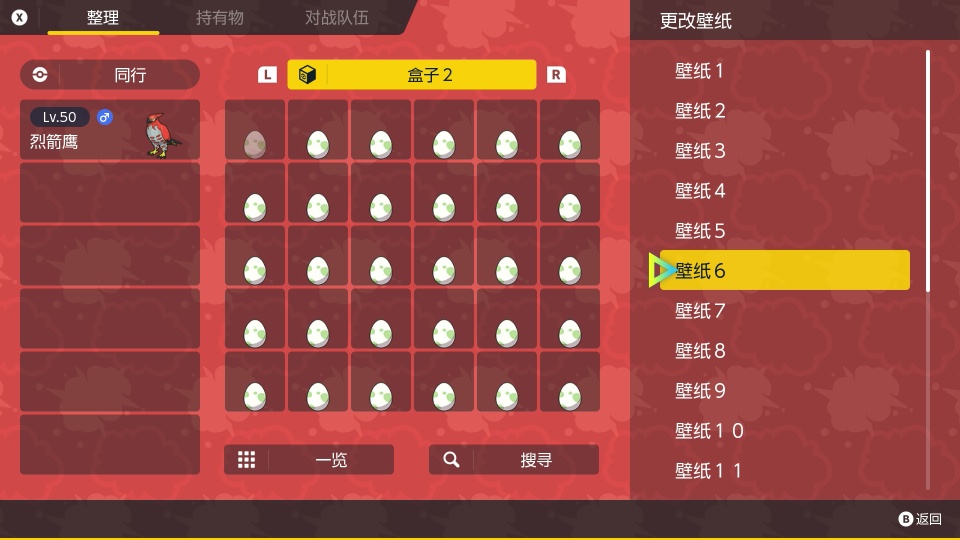 X 整理 持有物 对战队伍
更改壁纸
同行
L 盒子2 R
Lv.50 ♂
烈箭鹰
一览
搜寻
壁纸1
壁纸2
壁纸3
壁纸4
壁纸5
壁纸6
壁纸7
壁纸8
壁纸9
壁纸10
壁纸11
B 返回